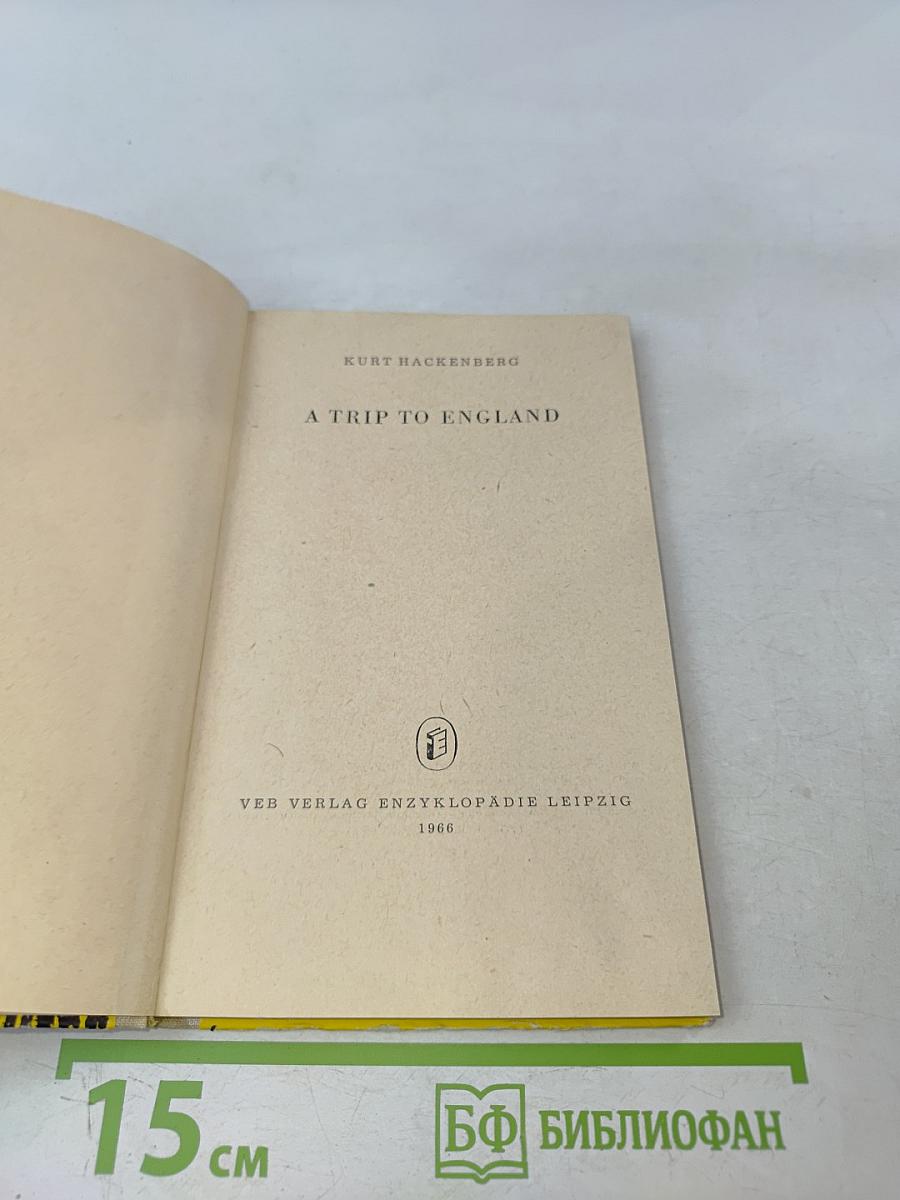 KURT HACKENBERG
A TRIP TO ENGLAND
E
VEB VERLAG ENZYKLOPÄDIE LEIPZIG
1966
15 см
БФ БИБЛИОФАН